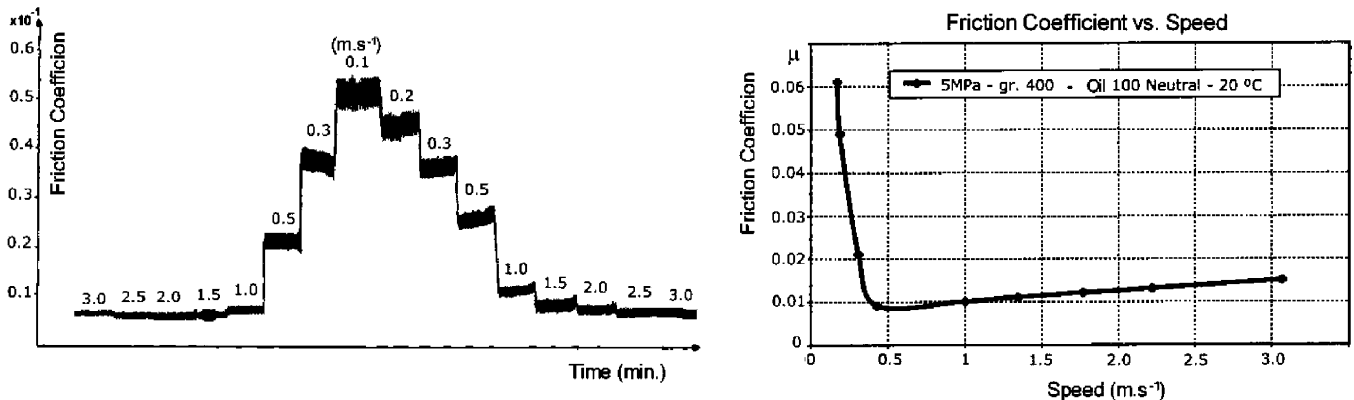 x10⁻¹
0.6
0.5
0.4
0.3
0.2
0.1
Friction Coefficion
(m.s⁻¹)
0.1
0.2
0.3
0.3
0.5
0.5
3.0 2.5 2.0 1.5 1.0
1.0 1.5 2.0 2.5 3.0
Time (min.)
Friction Coefficient vs. Speed
μ
5MPa - gr. 400 - Oil 100 Neutral - 20 ºC
0.06
0.05
0.04
0.03
0.02
0.01
0
Friction Coefficion
0 0.5 1 1.5 2.0 2.5 3.0
Speed (m.s⁻¹)